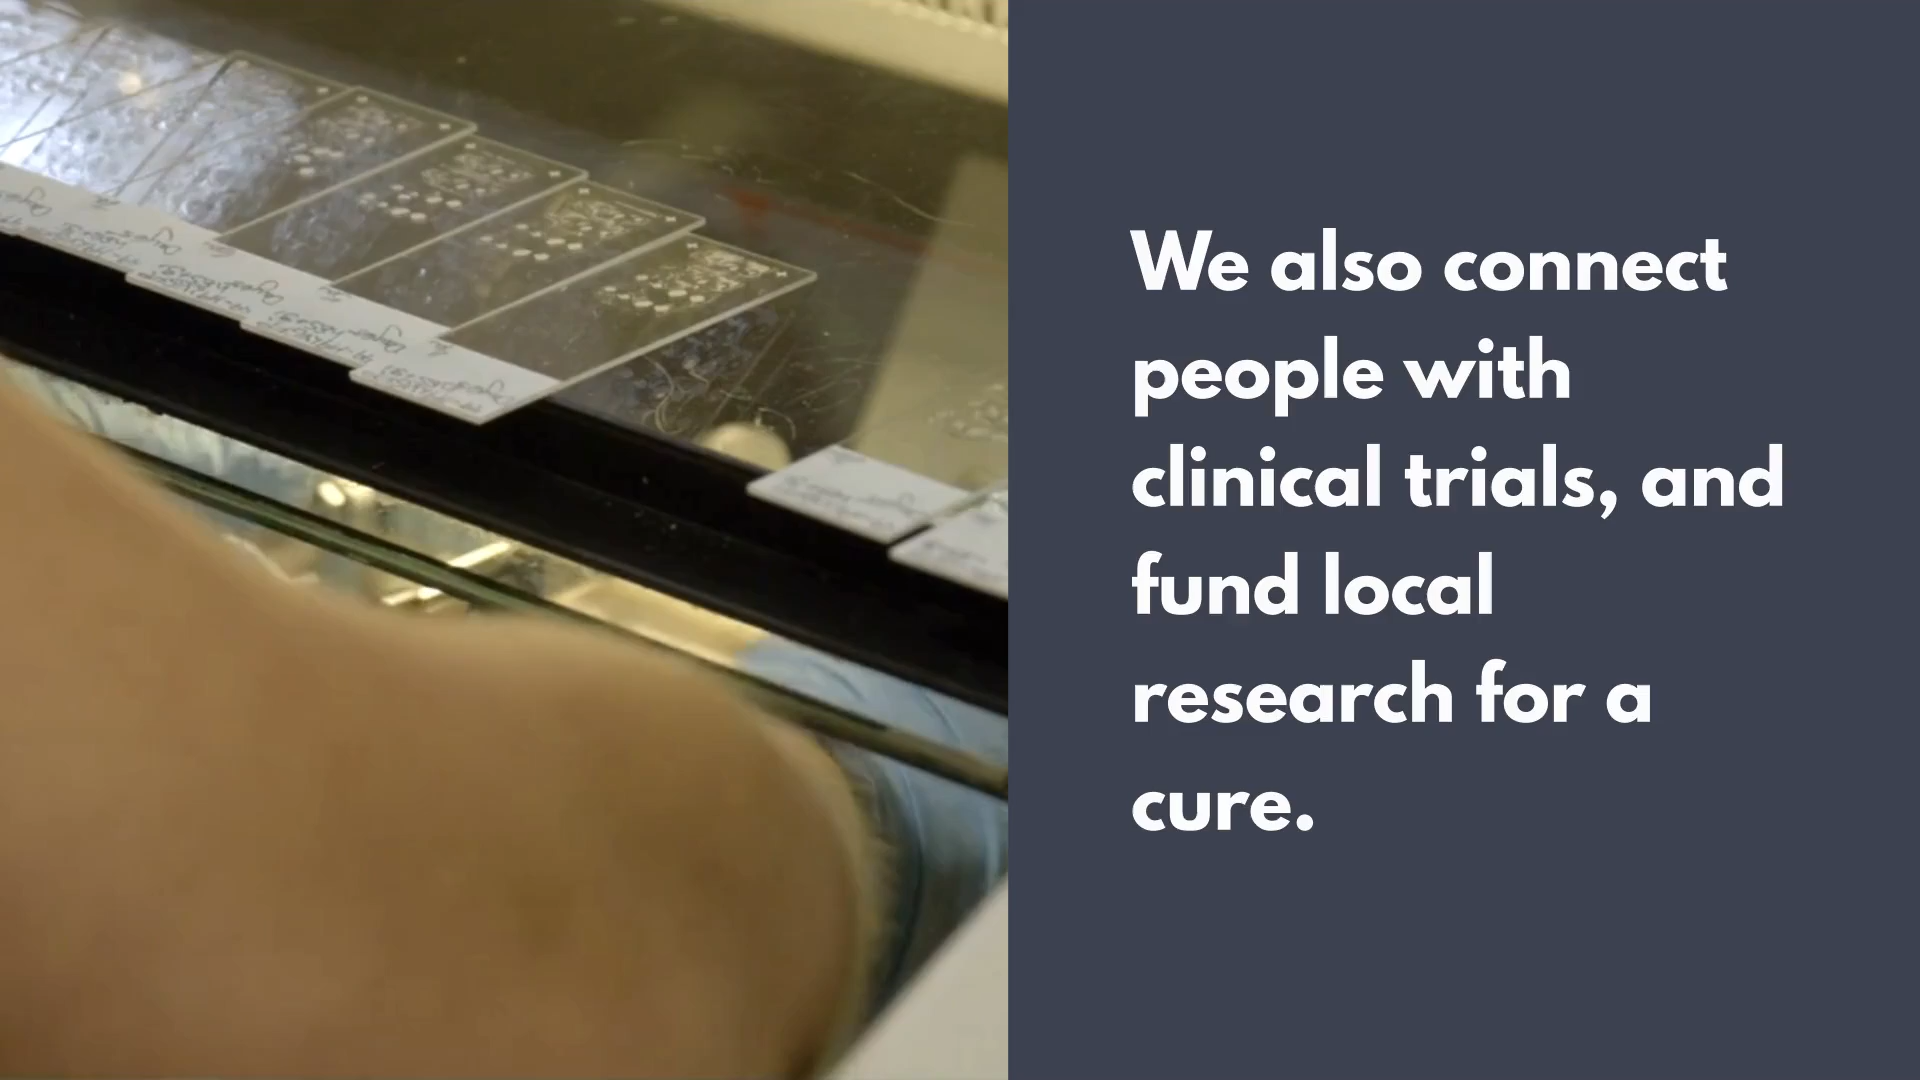 We also connect
people with
clinical trials, and
fund local
research for a
cure.